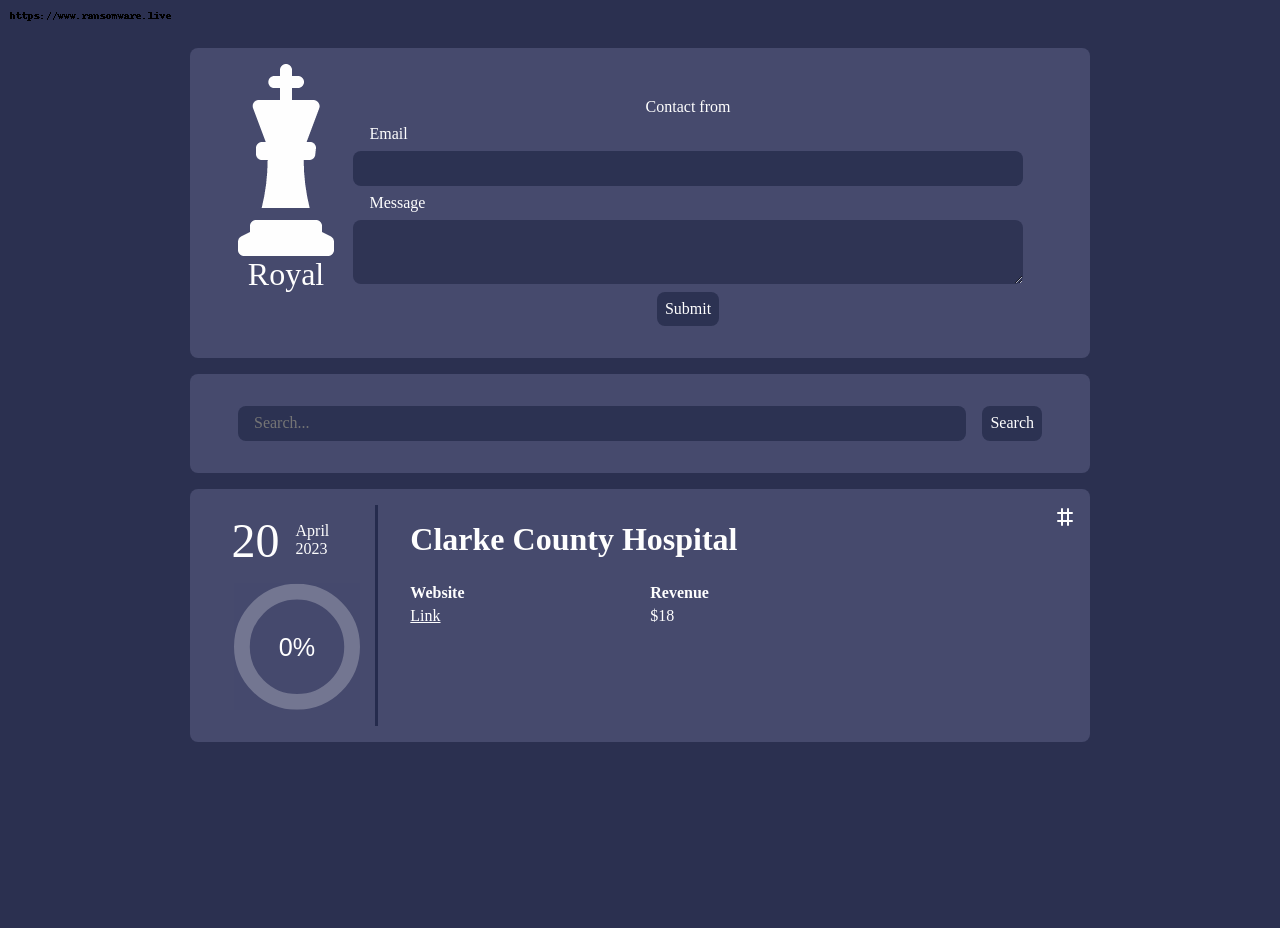 https://www.ransomware.live
Contact from
Email
Message
Royal
Submit
Search...
Search
20
April
2023
Clarke County Hospital
Website
Revenue
Link
$18
0%